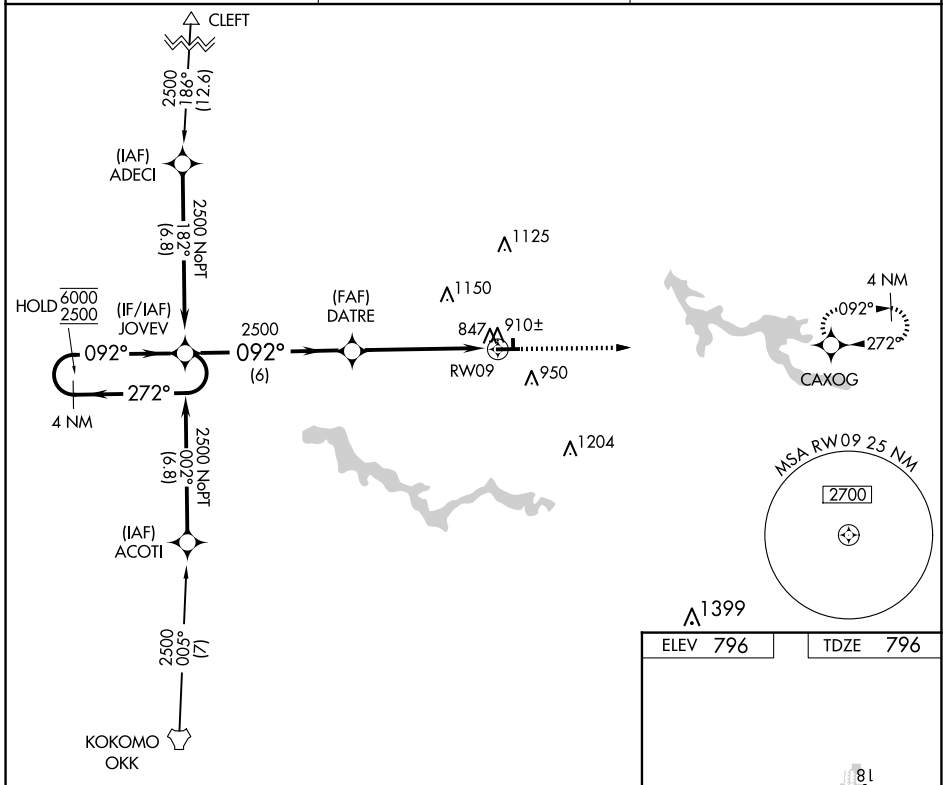 CLEFT
2500
186°
(12.6)
(IAF)
ADECI
2500 NoPT
182°
(6.8)
1125
1150
HOLD 6000
2500
(IF/IAF)
JOVEV
(FAF)
DATRE
4 NM
092°
2500
092°
(6)
847
910±
092°
272°
272°
RW09
950
CAXOG
4 NM
2500 NoPT
002°
(6.8)
1204
MSA RW09 25 NM
2700
(IAF)
ACOTI
2500
005°
(7)
1399
ELEV 796
TDZE 796
KOKOMO
OKK
18